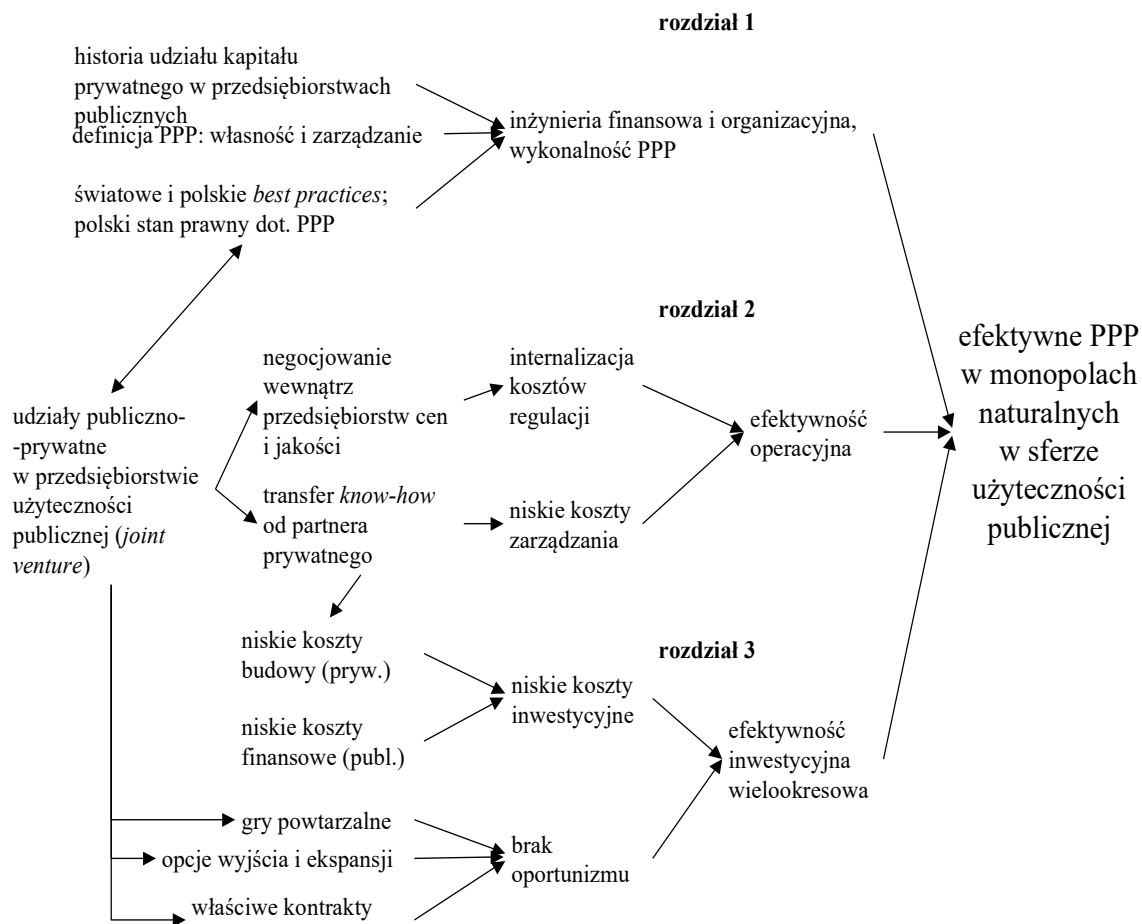 rozdział 1
historia udziału kapitału
prywatnego w przedsiębiorstwach
publicznych
definicja PPP: własność i zarządzanie
światowe i polskie best practices;
polski stan prawny dot. PPP
inżynieria finansowa i organizacyjna,
wykonalność PPP
rozdział 2
udziały publiczno-
-prywatne
w przedsiębiorstwie
użyteczności
publicznej (joint
venture)
negocjowanie
wewnątrz
przedsiębiorstw cen
i jakości
transfer know-how
od partnera
prywatnego
internalizacja
kosztów
regulacji
niskie koszty
zarządzania
efektywność
operacyjna
efektywne PPP
w monopolach
naturalnych
w sferze
użyteczności
publicznej
rozdział 3
niskie koszty
budowy (pryw.)
niskie koszty
finansowe (publ.)
niskie koszty
inwestycyjne
efektywność
inwestycyjna
wielookresowa
gry powtarzalne
opcje wyjścia i ekspansji
właściwe kontrakty
brak
oportunizmu